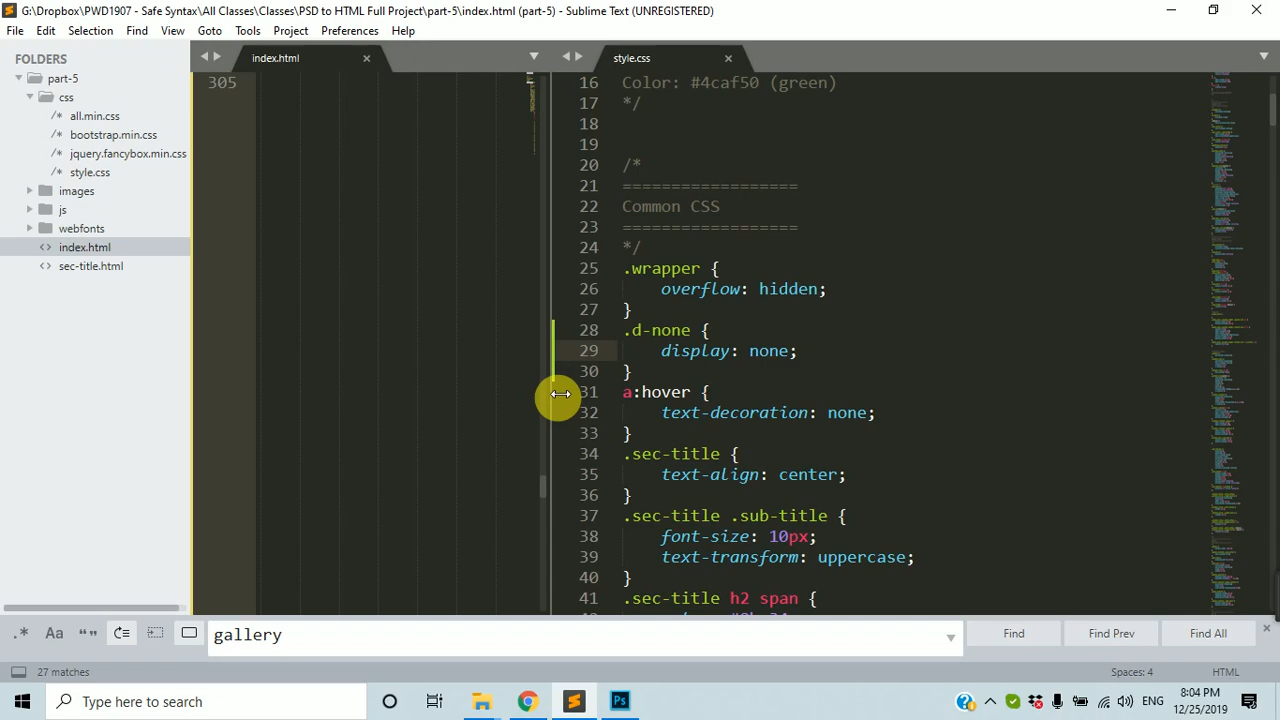 G:\Dropbox\PWD1907 - Safe Syntax\All Classes\Classes\PSD to HTML Full Project\part-5\index.html (part-5) - Sublime Text (UNREGISTERED)
File Edit Selection Find View Goto Tools Project Preferences Help
FOLDERS
part-5
css
/* all.min.css
/* bootstrap.min.css
/* jquery.fancybox.min.css
/* style.css
images
js
webfonts
<> index.html
<> sec-title.html
index.html
305
style.css
16 Color: #4caf50 (green)
17 */
18
19
20 /*
21 ==================
22 Common CSS
23 ==================
24 */
25 .wrapper {
26 overflow: hidden;
27 }
28 .d-none {
29 display: none;
30 }
31 a:hover {
32 text-decoration: none;
33 }
34 .sec-title {
35 text-align: center;
36 }
37 .sec-title .sub-title {
38 font-size: 10px;
39 text-transform: uppercase;
40 }
41 .sec-title h2 span {
.* Aa “” gallery Find Find Prev Find All
27 matches Spaces: 4 HTML
Type here to search
Ps
ENG
8:04 PM
12/25/2019